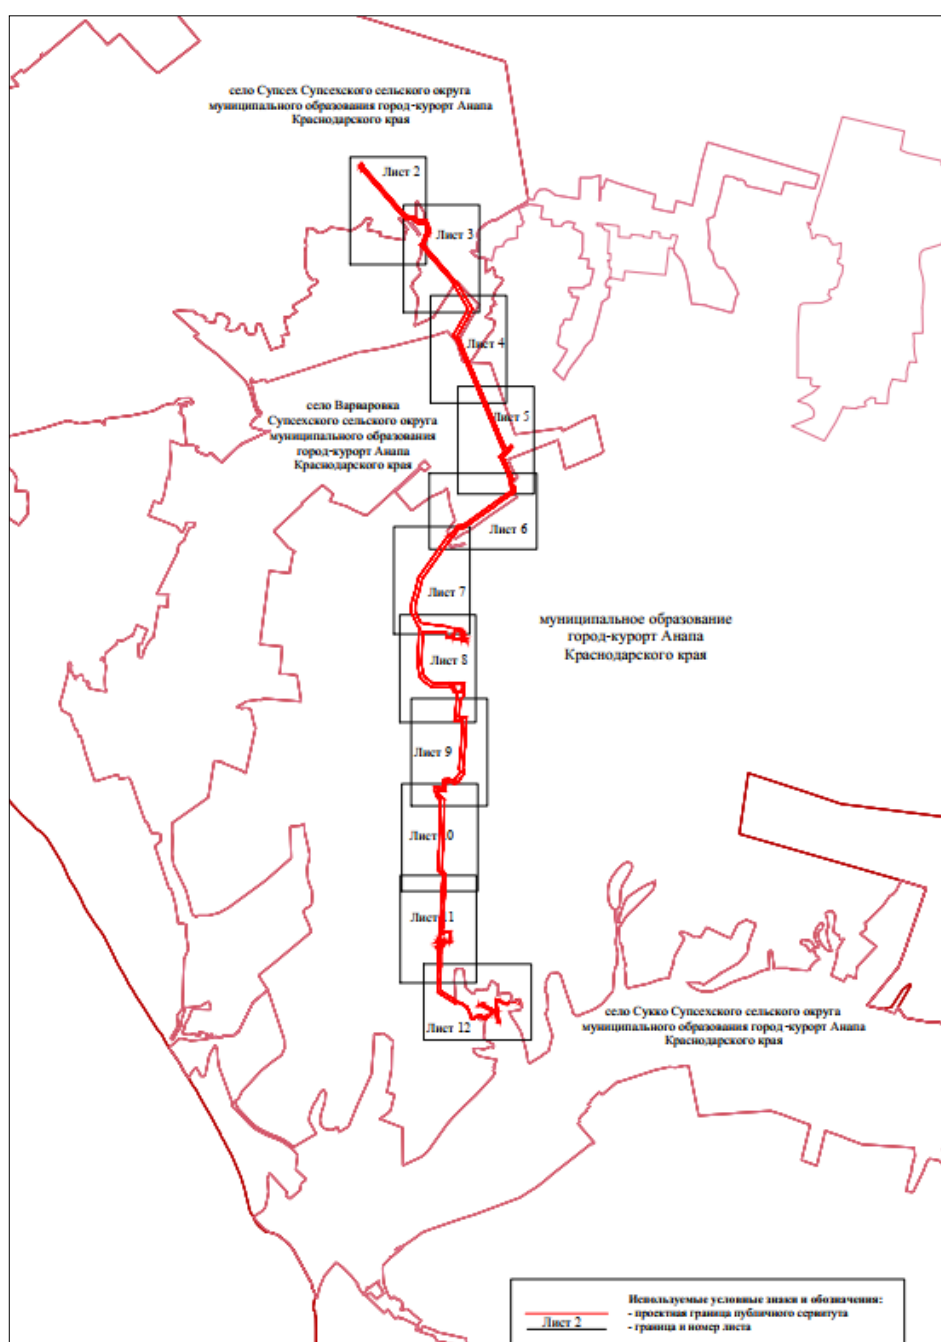 село Супсех Супсехского сельского округа
муниципального образования город-курорт Анапа
Краснодарского края
Лист 2
Лист 3
Лист 4
село Варваровка
Супсехского сельского округа
муниципального образования
город-курорт Анапа
Краснодарского края
Лист 5
Лист 6
Лист 7
муниципальное образование
город-курорт Анапа
Краснодарского края
Лист 8
Лист 9
Лист 10
Лист 11
село Сукко Супсехского сельского округа
муниципального образования город-курорт Анапа
Краснодарского края
Лист 12
Используемые условные знаки и обозначения:
- проектная граница публичного сервитута
Лист 2 - граница и номер листа